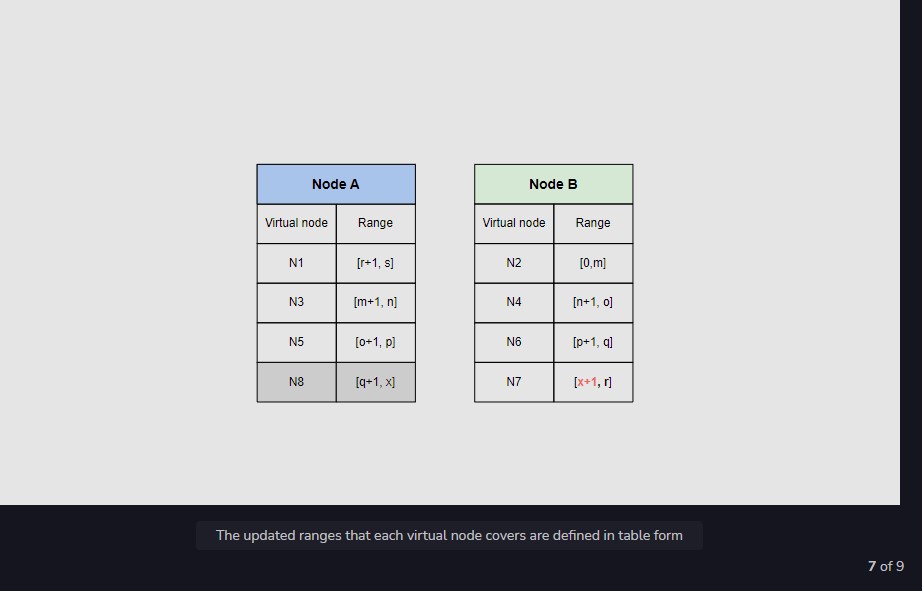 Node A
Virtual node Range
N1 [r+1, s]
N3 [m+1, n]
N5 [o+1, p]
N8 [q+1, x]
Node B
Virtual node Range
N2 [0,m]
N4 [n+1, o]
N6 [p+1, q]
N7 [x+1, r]
The updated ranges that each virtual node covers are defined in table form
7 of 9